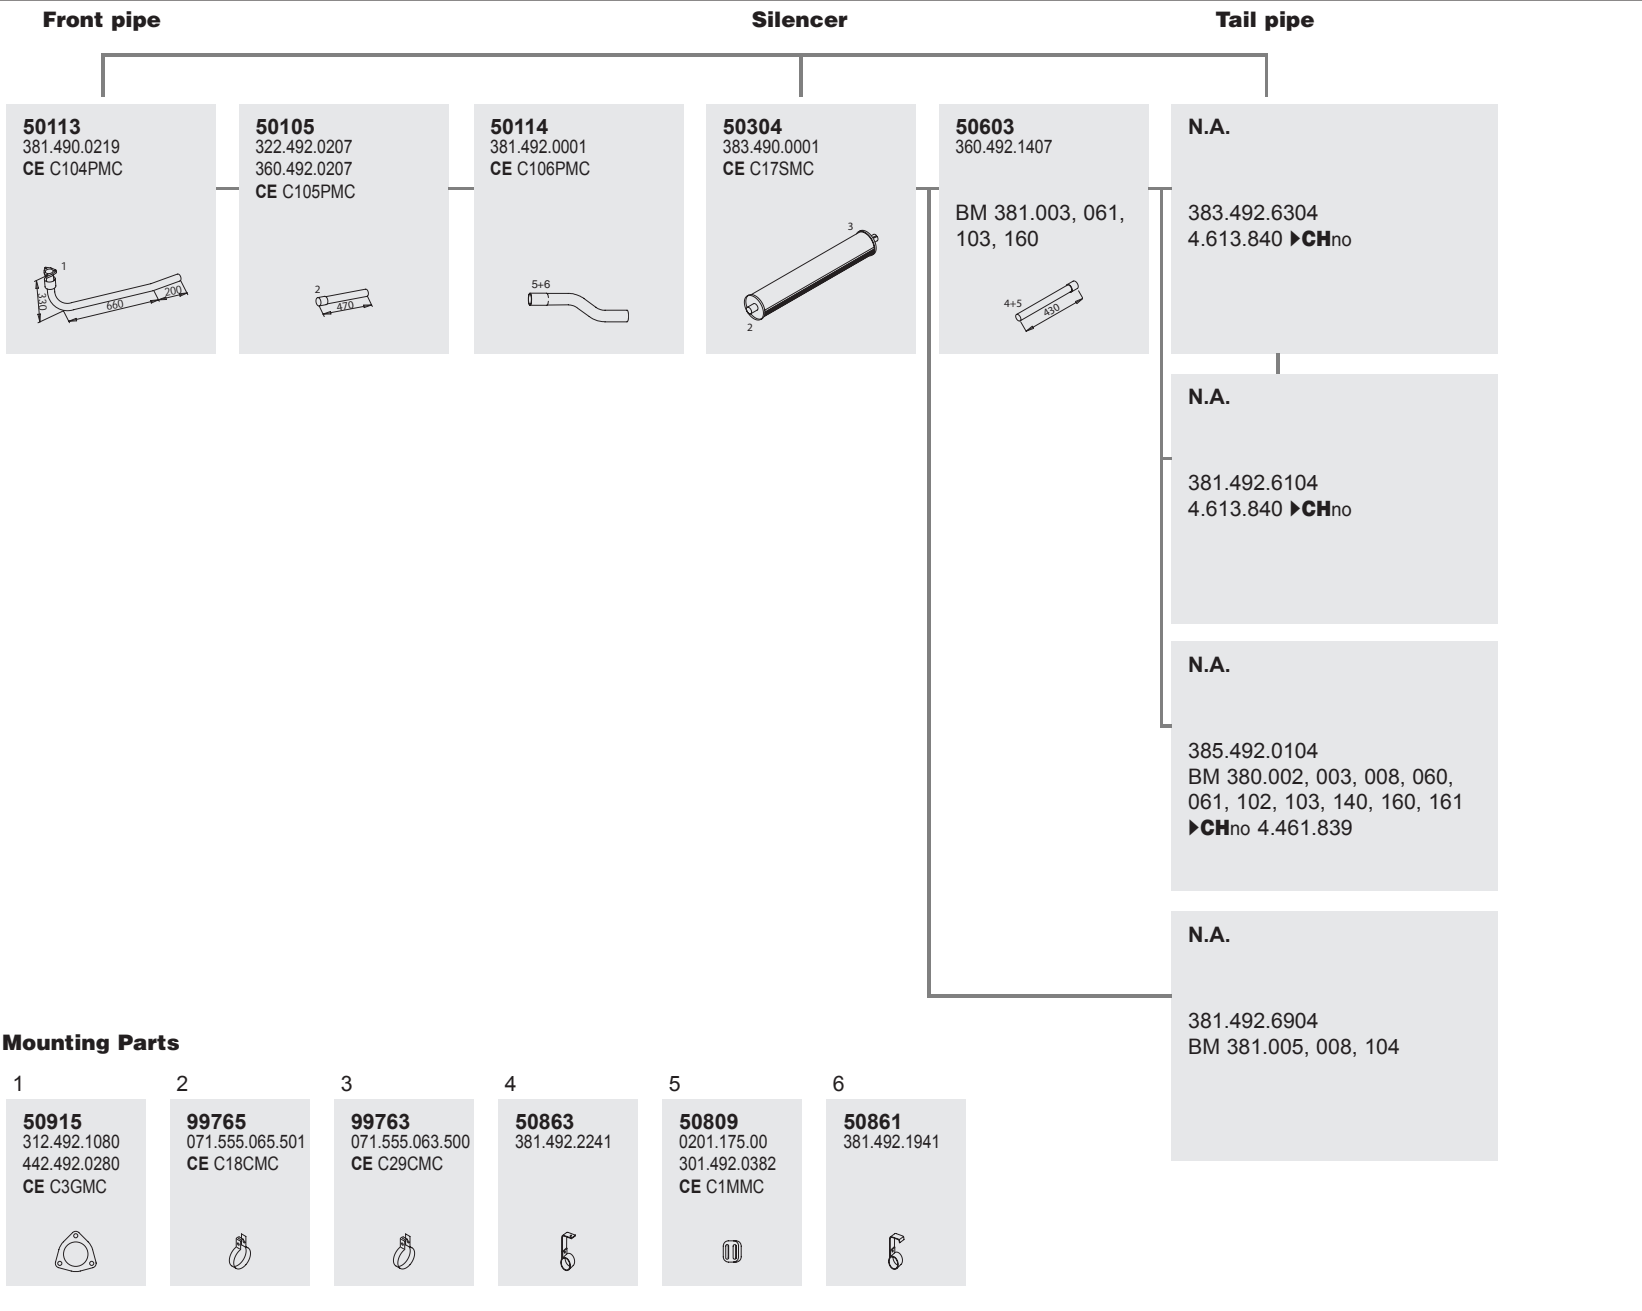 Front pipe
Silencer
Tail pipe
50113
381.490.0219
CE C104PMC
1
330
660
200
50105
322.492.0207
360.492.0207
CE C105PMC
2
470
50114
381.492.0001
CE C106PMC
5+6
50304
383.490.0001
CE C17SMC
3
2
50603
360.492.1407
BM 381.003, 061,
103, 160
4+5
430
N.A.
383.492.6304
4.613.840 ▶CHno
N.A.
381.492.6104
4.613.840 ▶CHno
N.A.
385.492.0104
BM 380.002, 003, 008, 060,
061, 102, 103, 140, 160, 161
▶CHno 4.461.839
N.A.
381.492.6904
BM 381.005, 008, 104
Mounting Parts
1
50915
312.492.1080
442.492.0280
CE C3GMC
2
99765
071.555.065.501
CE C18CMC
3
99763
071.555.063.500
CE C29CMC
4
50863
381.492.2241
5
50809
0201.175.00
301.492.0382
CE C1MMC
6
50861
381.492.1941